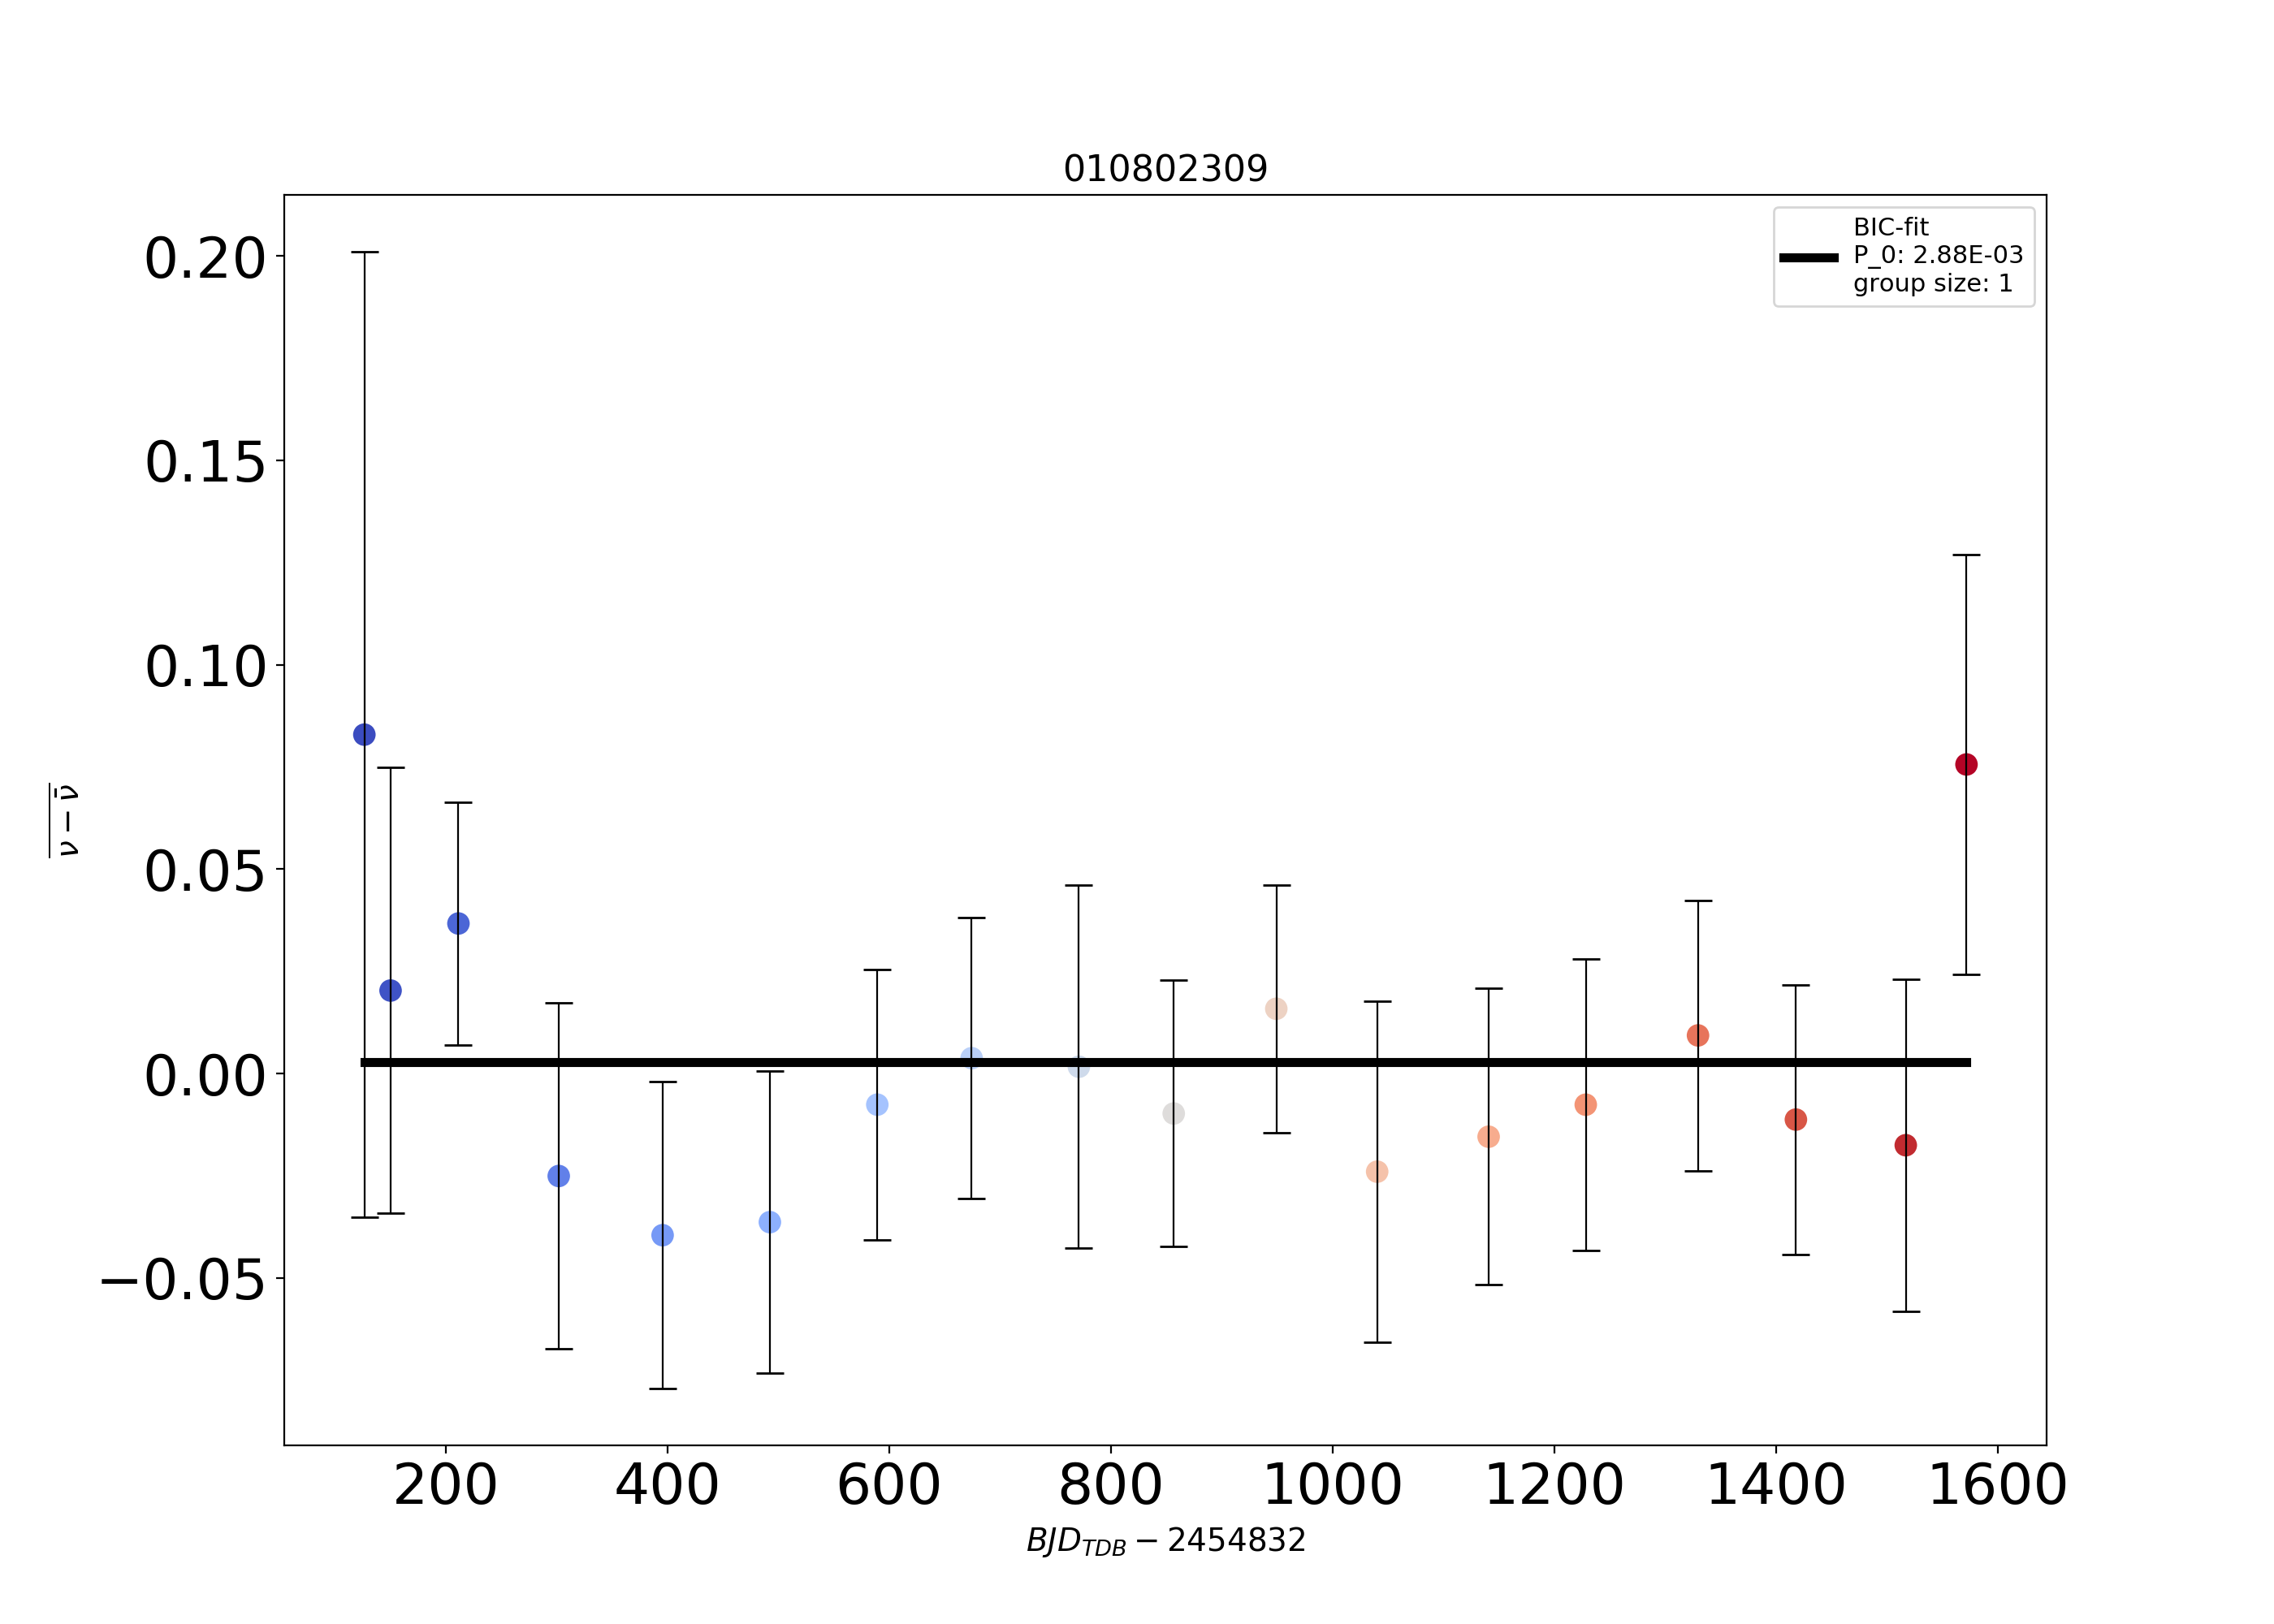 010802309
BIC-fit
P_0: 2.88E-03
group size: 1
0.20
0.15
0.10
0.05
0.00
−0.05
ν − ν̄
200 400 600 800 1000 1200 1400 1600
BJD_TDB − 2454832